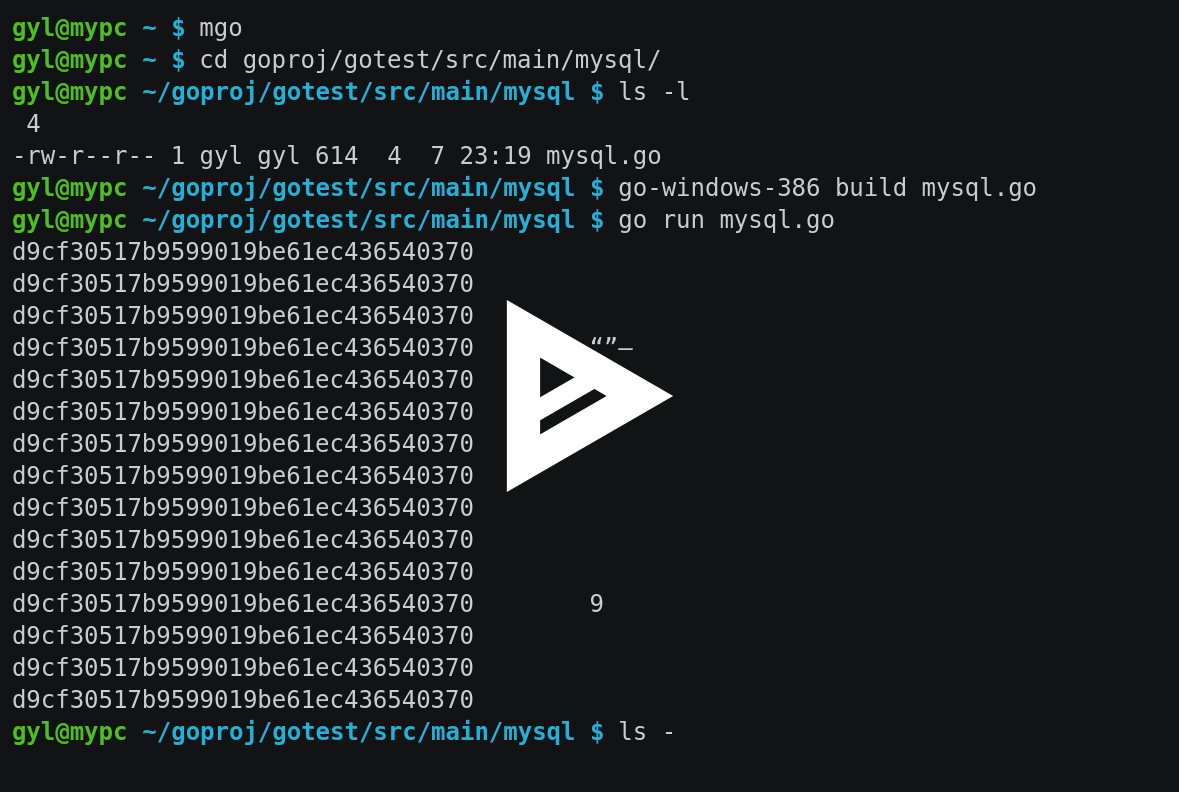 gyl@mypc ~ $ mgo
gyl@mypc ~ $ cd goproj/gotest/src/main/mysql/
gyl@mypc ~/goproj/gotest/src/main/mysql $ ls -l
4
-rw-r--r-- 1 gyl gyl 614  4  7 23:19 mysql.go
gyl@mypc ~/goproj/gotest/src/main/mysql $ go-windows-386 build mysql.go
gyl@mypc ~/goproj/gotest/src/main/mysql $ go run mysql.go
d9cf30517b9599019be61ec436540370
d9cf30517b9599019be61ec436540370
d9cf30517b9599019be61ec436540370
d9cf30517b9599019be61ec436540370        “”—
d9cf30517b9599019be61ec436540370
d9cf30517b9599019be61ec436540370
d9cf30517b9599019be61ec436540370
d9cf30517b9599019be61ec436540370
d9cf30517b9599019be61ec436540370
d9cf30517b9599019be61ec436540370
d9cf30517b9599019be61ec436540370
d9cf30517b9599019be61ec436540370        9
d9cf30517b9599019be61ec436540370
d9cf30517b9599019be61ec436540370
d9cf30517b9599019be61ec436540370
gyl@mypc ~/goproj/gotest/src/main/mysql $ ls -